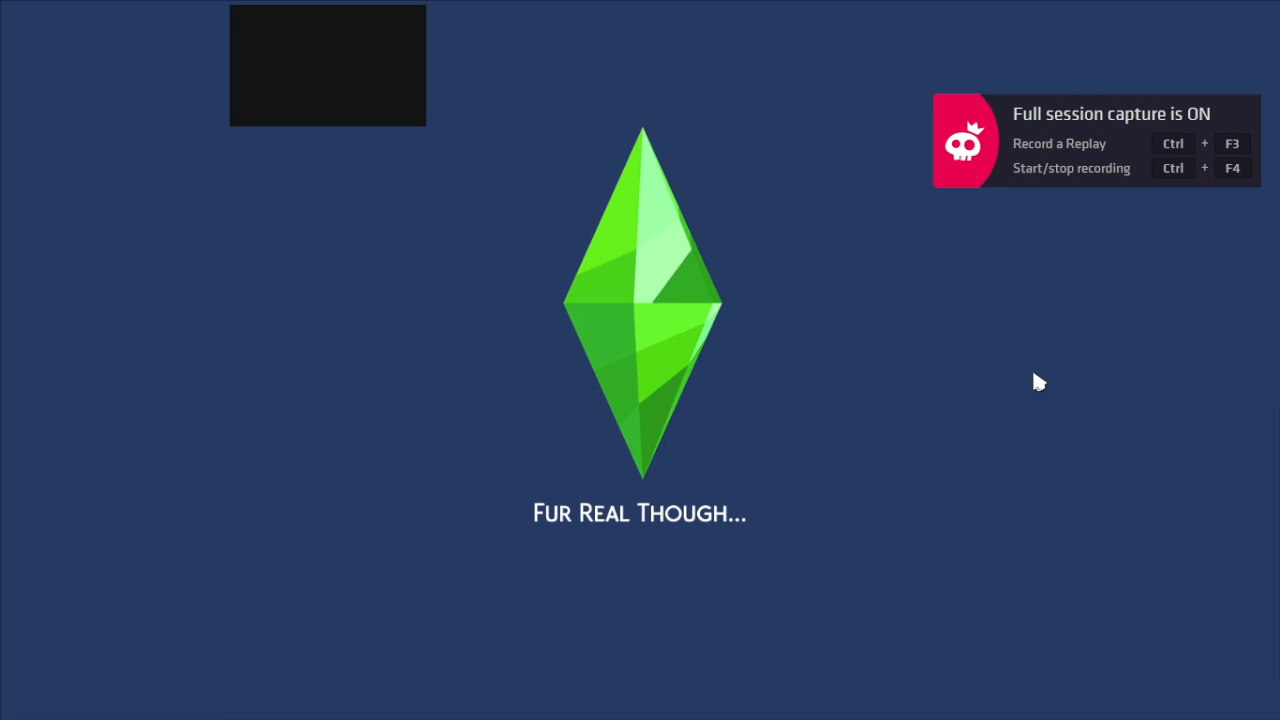 Full session capture is ON
Record a Replay Ctrl + F3
Start/stop recording Ctrl + F4
Fur Real Though...